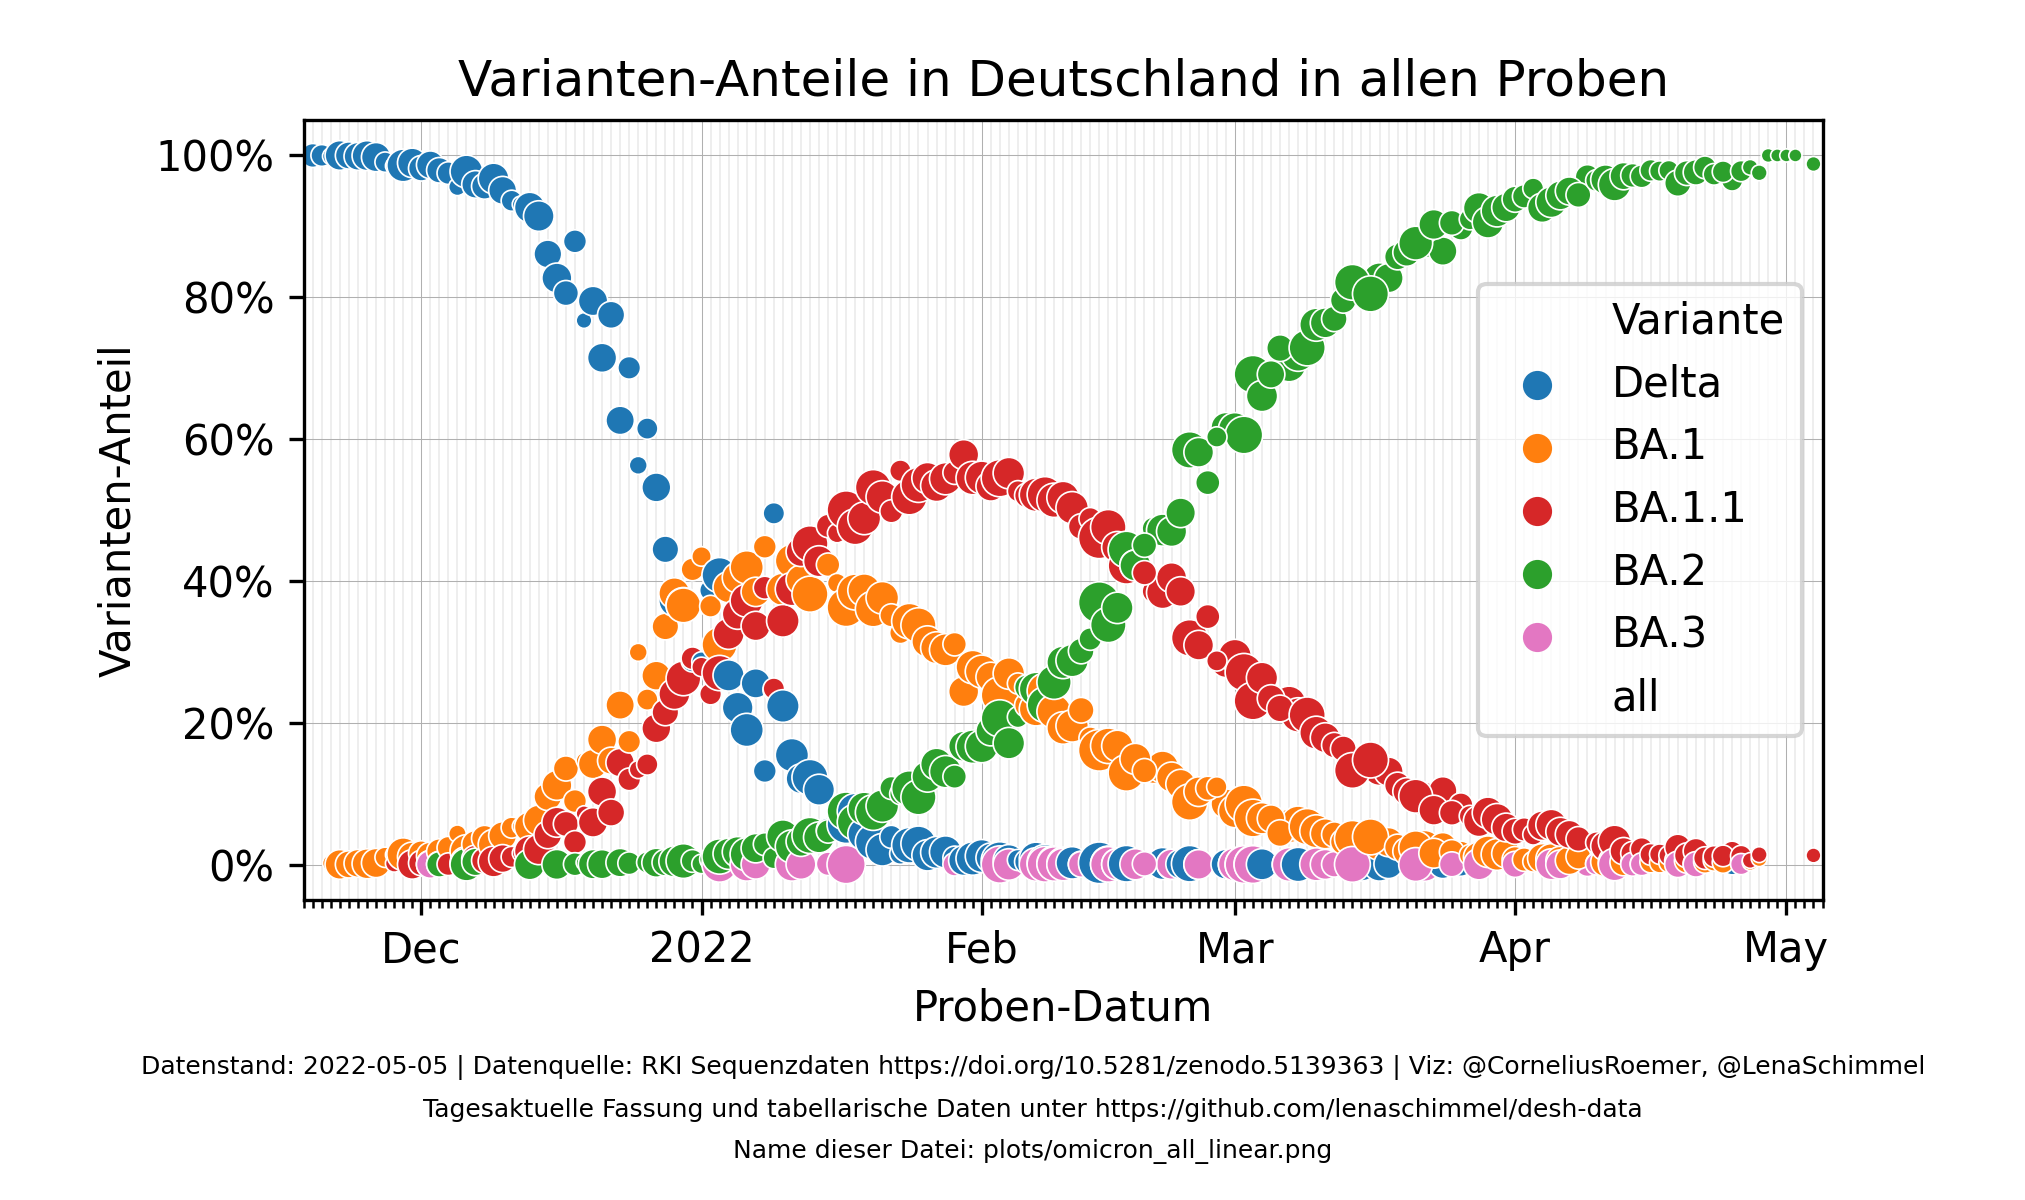 Varianten-Anteile in Deutschland in allen Proben
Varianten-Anteil
100%
80%
60%
40%
20%
0%
Variante
Delta
BA.1
BA.1.1
BA.2
BA.3
all
Dec 2022 Feb Mar Apr May
Proben-Datum
Datenstand: 2022-05-05 | Datenquelle: RKI Sequenzdaten https://doi.org/10.5281/zenodo.5139363 | Viz: @CorneliusRoemer, @LenaSchimmel
Tagesaktuelle Fassung und tabellarische Daten unter https://github.com/lenaschimmel/desh-data
Name dieser Datei: plots/omicron_all_linear.png